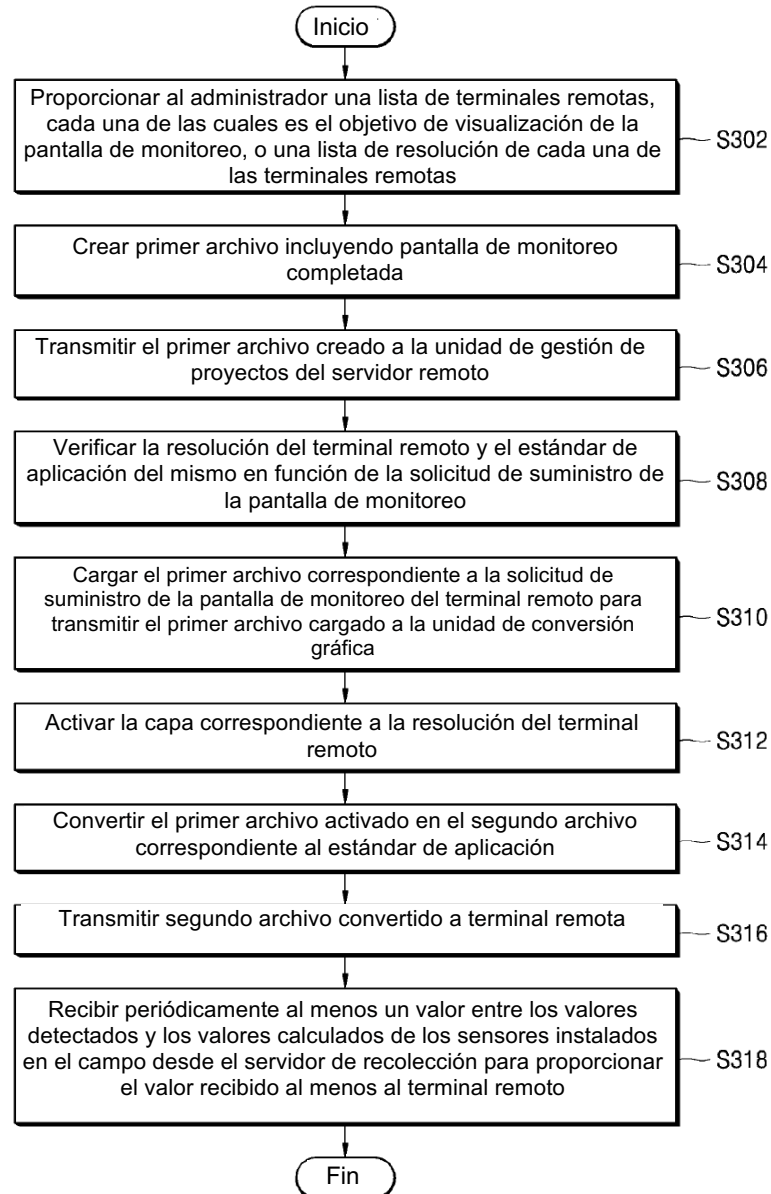 Inicio
Proporcionar al administrador una lista de terminales remotas,
cada una de las cuales es el objetivo de visualización de la
pantalla de monitoreo, o una lista de resolución de cada una de
las terminales remotas
S302
Crear primer archivo incluyendo pantalla de monitoreo
completada
S304
Transmitir el primer archivo creado a la unidad de gestión de
proyectos del servidor remoto
S306
Verificar la resolución del terminal remoto y el estándar de
aplicación del mismo en función de la solicitud de suministro de
la pantalla de monitoreo
S308
Cargar el primer archivo correspondiente a la solicitud de
suministro de la pantalla de monitoreo del terminal remoto para
transmitir el primer archivo cargado a la unidad de conversión
gráfica
S310
Activar la capa correspondiente a la resolución del terminal
remoto
S312
Convertir el primer archivo activado en el segundo archivo
correspondiente al estándar de aplicación
S314
Transmitir segundo archivo convertido a terminal remota
S316
Recibir periódicamente al menos un valor entre los valores
detectados y los valores calculados de los sensores instalados
en el campo desde el servidor de recolección para proporcionar
el valor recibido al menos al terminal remoto
S318
Fin